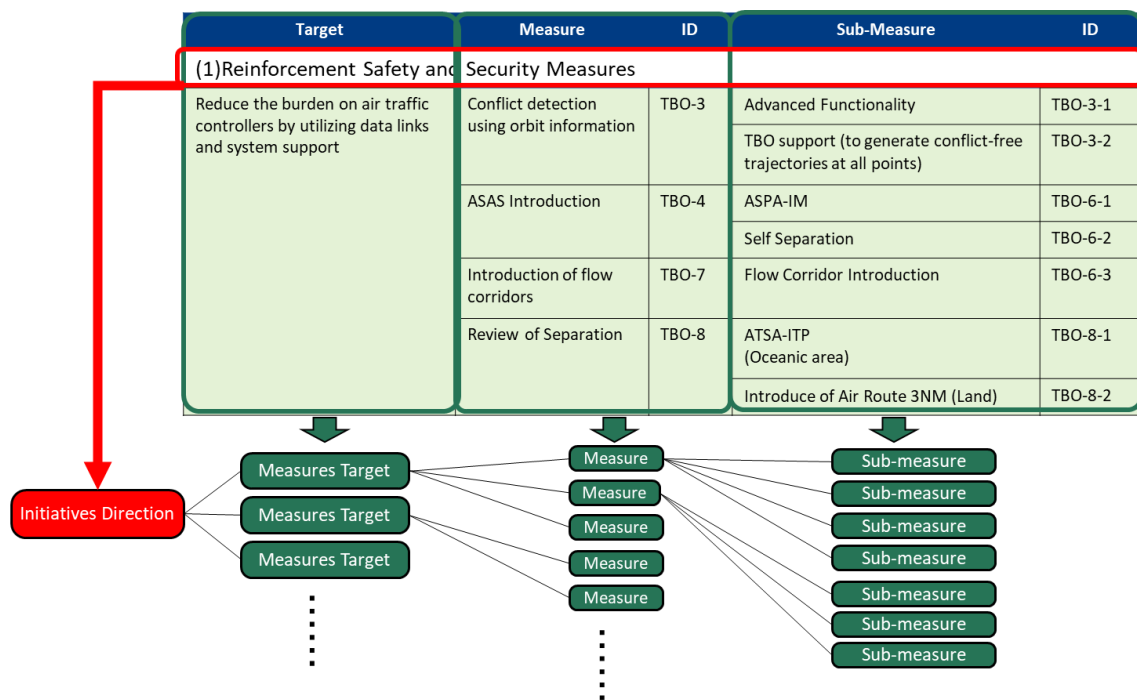 Target Measure ID Sub-Measure ID
(1)Reinforcement Safety and Security Measures
Reduce the burden on air traffic
controllers by utilizing data links
and system support
Conflict detection
using orbit information
TBO-3
Advanced Functionality
TBO-3-1
TBO support (to generate conflict-free
trajectories at all points)
TBO-3-2
ASAS Introduction
TBO-4
ASPA-IM
TBO-6-1
Self Separation
TBO-6-2
Introduction of flow
corridors
TBO-7
Flow Corridor Introduction
TBO-6-3
Review of Separation
TBO-8
ATSA-ITP
(Oceanic area)
TBO-8-1
Introduce of Air Route 3NM (Land)
TBO-8-2
Initiatives Direction
Measures Target
Measures Target
Measures Target
Measure
Measure
Measure
Measure
Measure
Sub-measure
Sub-measure
Sub-measure
Sub-measure
Sub-measure
Sub-measure
Sub-measure